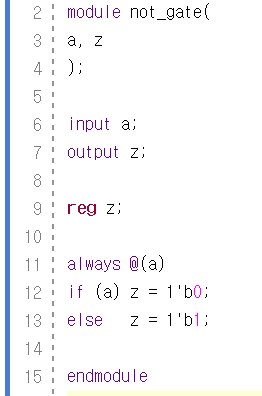 2 module not_gate(
3 a, z
4 );
5
6 input a;
7 output z;
8
9 reg z;
10
11 always @(a)
12 if (a) z = 1'b0;
13 else   z = 1'b1;
14
15 endmodule